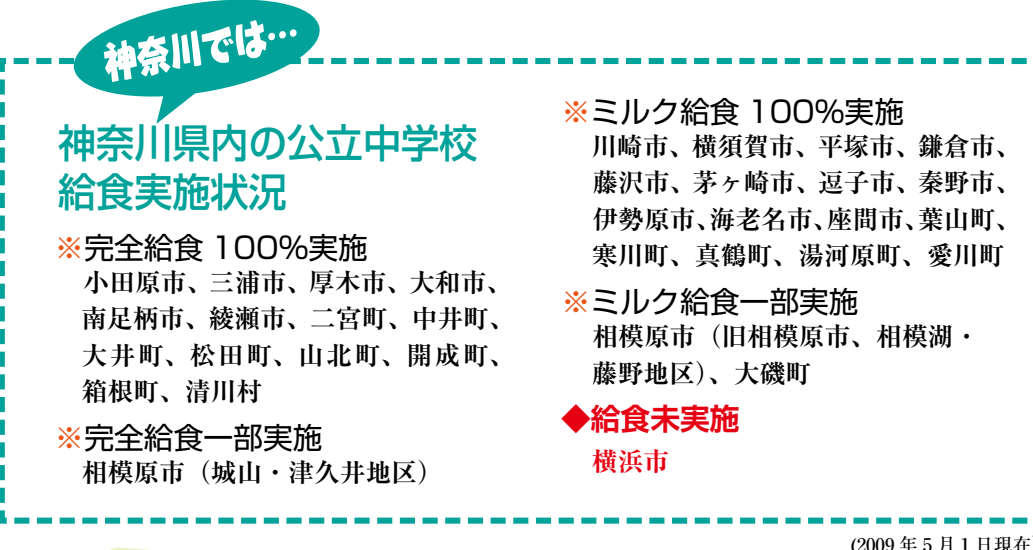 神奈川では…
神奈川県内の公立中学校
給食実施状況
※完全給食 100%実施
小田原市、三浦市、厚木市、大和市、
南足柄市、綾瀬市、二宮町、中井町、
大井町、松田町、山北町、開成町、
箱根町、清川村
※完全給食一部実施
相模原市（城山・津久井地区）
※ミルク給食 100%実施
川崎市、横須賀市、平塚市、鎌倉市、
藤沢市、茅ヶ崎市、逗子市、秦野市、
伊勢原市、海老名市、座間市、葉山町、
寒川町、真鶴町、湯河原町、愛川町
※ミルク給食一部実施
相模原市（旧相模原市、相模湖・
藤野地区）、大磯町
◆給食未実施
横浜市
(2009年5月1日現在